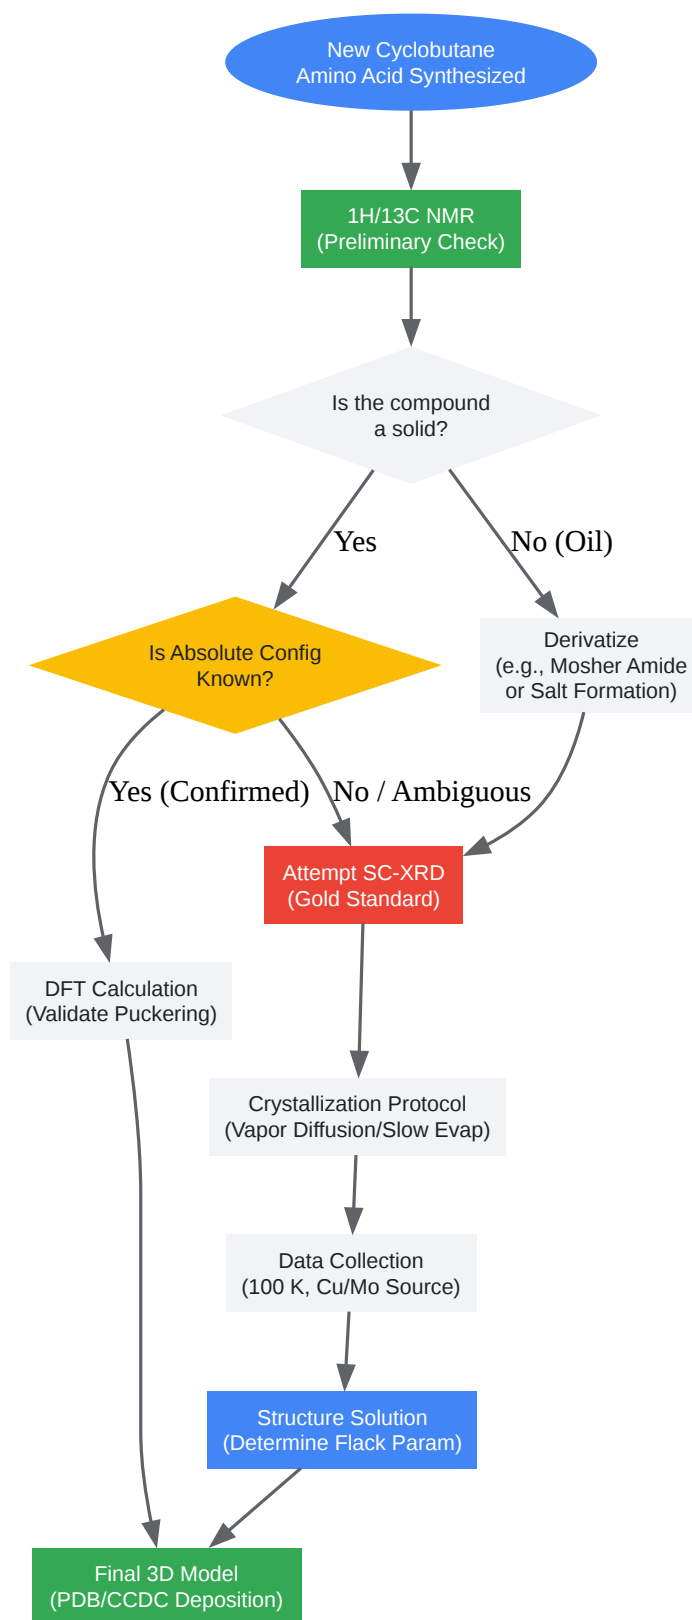 New Cyclobutane
Amino Acid Synthesized
1H/13C NMR
(Preliminary Check)
Is the compound
a solid?
Yes
No (Oil)
Is Absolute Config
Known?
Derivatize
(e.g., Mosher Amide
or Salt Formation)
Yes (Confirmed)
No / Ambiguous
Attempt SC-XRD
(Gold Standard)
DFT Calculation
(Validate Puckering)
Crystallization Protocol
(Vapor Diffusion/Slow Evap)
Data Collection
(100 K, Cu/Mo Source)
Structure Solution
(Determine Flack Param)
Final 3D Model
(PDB/CCDC Deposition)